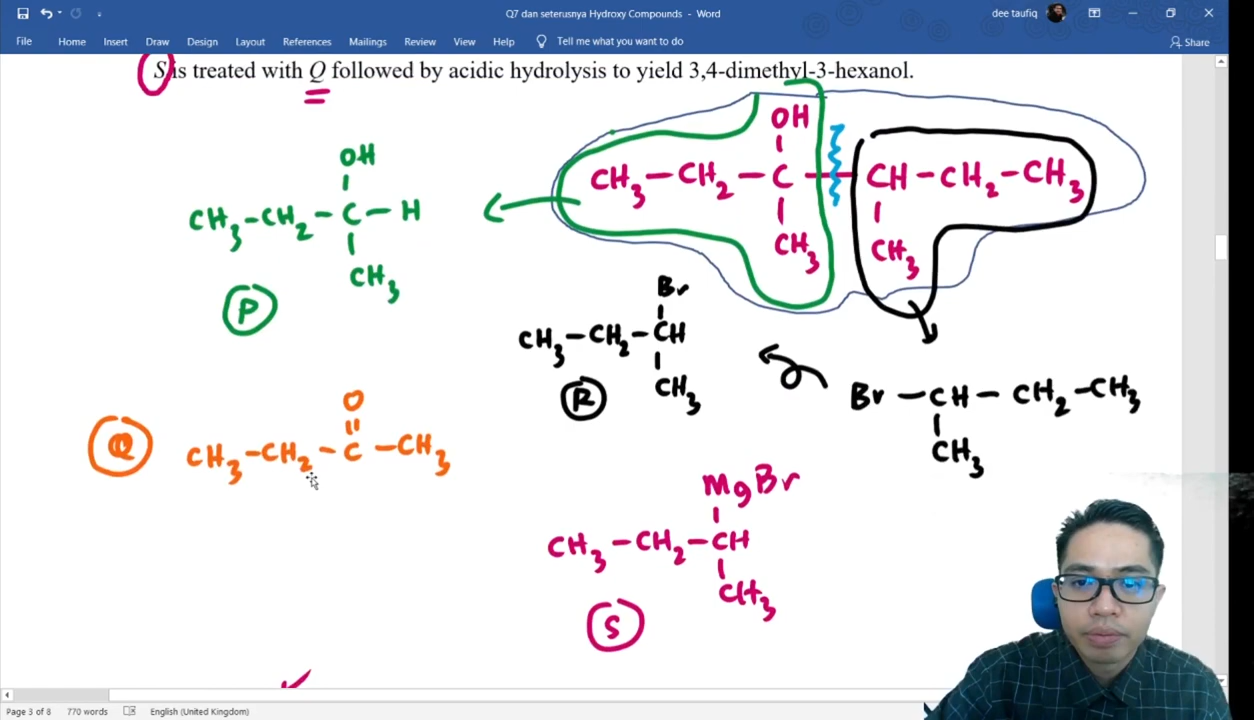 Q7 dan seterusnya Hydroxy Compounds - Word
dee taufiq
File Home Insert Draw Design Layout References Mailings Review View Help Tell me what you want to do Share
S is treated with Q followed by acidic hydrolysis to yield 3,4-dimethyl-3-hexanol.
OH
CH3-CH2-C-CH-CH2-CH3
CH3 CH3
OH
CH3-CH2-C-H
CH3
P
Br
CH3-CH2-CH
CH3
R
Br-CH-CH2-CH3
CH3
O
Q CH3-CH2-C-CH3
MgBr
CH3-CH2-CH
CH3
S
Page 3 of 8 770 words English (United Kingdom)